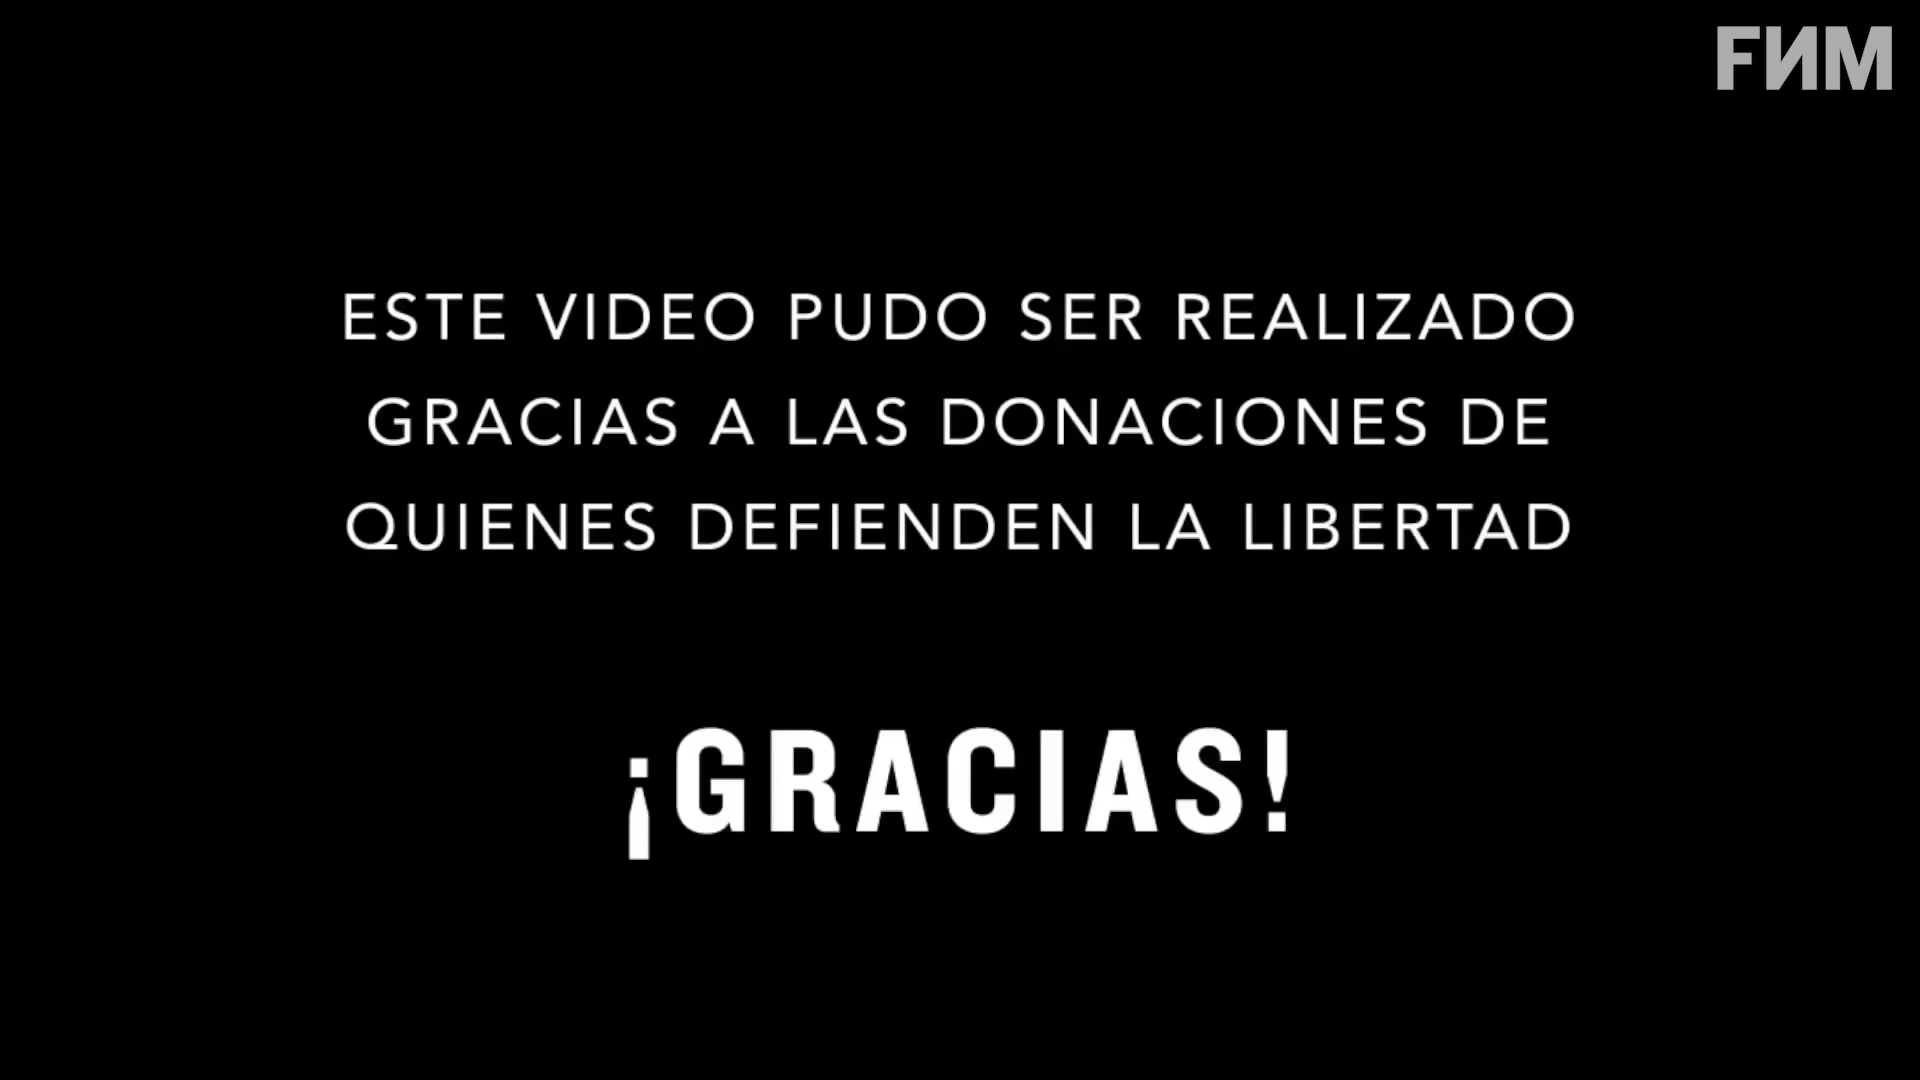 FИM
ESTE VIDEO PUDO SER REALIZADO
GRACIAS A LAS DONACIONES DE
QUIENES DEFIENDEN LA LIBERTAD
¡GRACIAS!